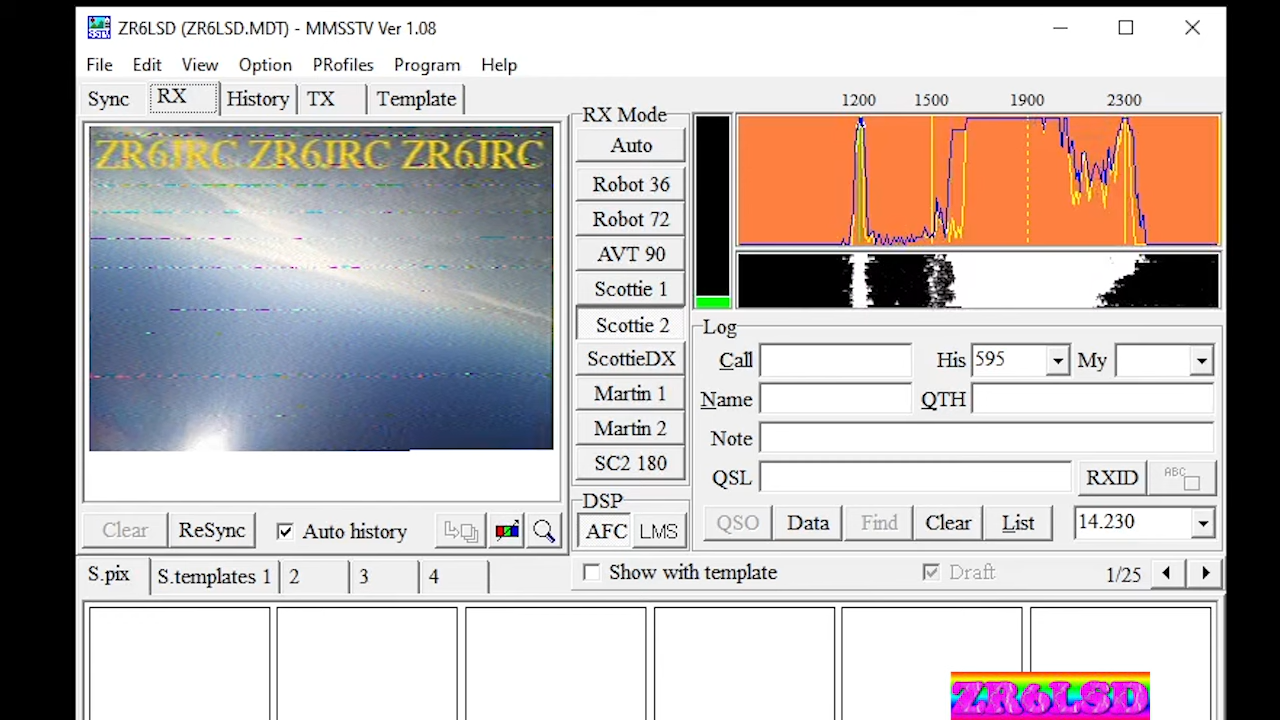 ZR6LSD (ZR6LSD.MDT) - MMSSTV Ver 1.08
File Edit View Option PRofiles Program Help
Sync RX History TX Template
ZR6JRC ZR6JRC ZR6JRC
RX Mode
Auto
Robot 36
Robot 72
AVT 90
Scottie 1
Scottie 2
ScottieDX
Martin 1
Martin 2
SC2 180
DSP
AFC LMS
1200 1500 1900 2300
Log
Call His 595 My
Name QTH
Note
QSL RXID ABC
QSO Data Find Clear List 14.230
Clear ReSync Auto history
Show with template Draft 1/25
S.pix S.templates 1 2 3 4
ZR6LSD